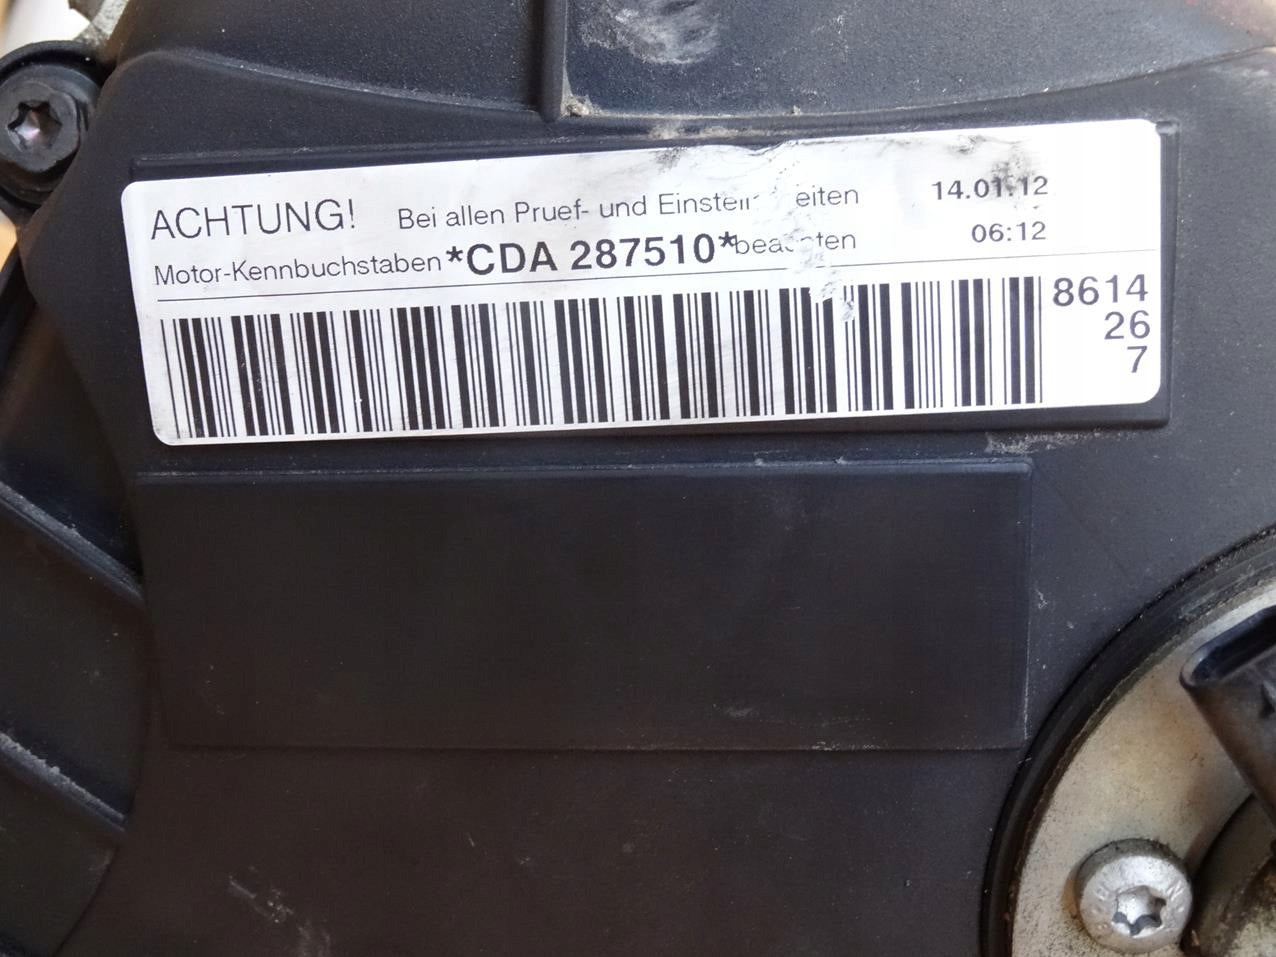 ACHTUNG! Bei allen Pruef- und 14.01.12
Motor-Kennbuchstaben *CDA 287510* 06:12
8614
26
7